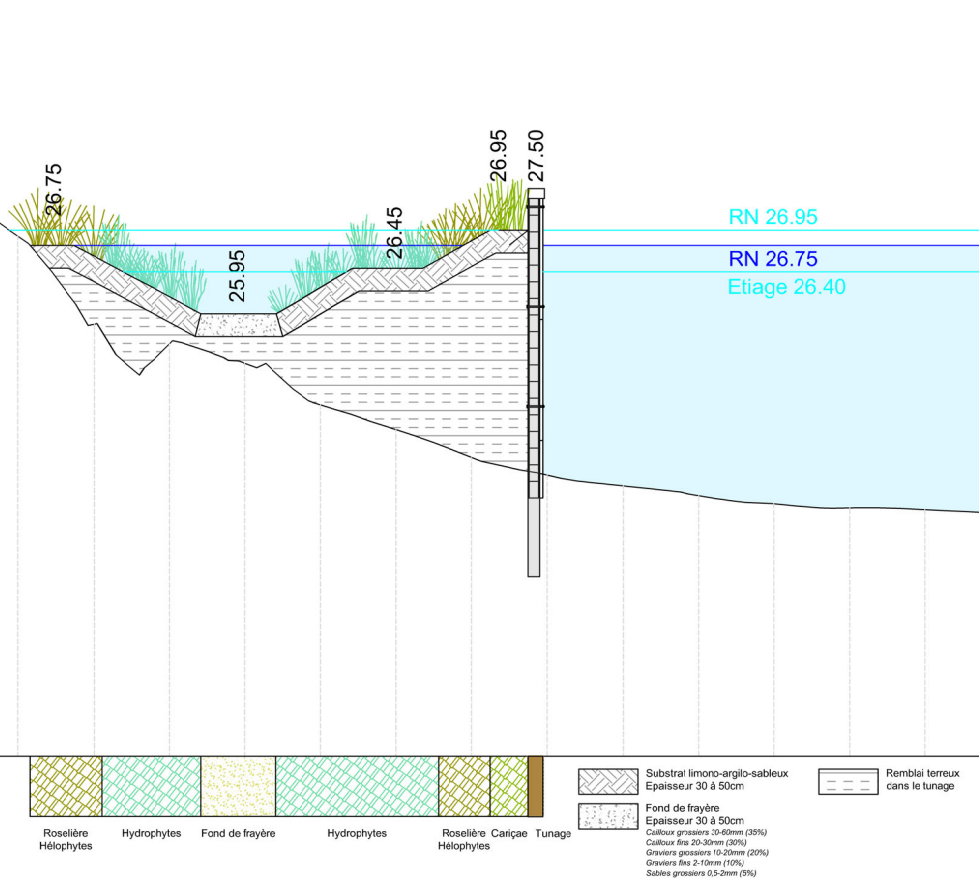 26.75
25.95
26.45
26.95
27.50
RN 26.95
RN 26.75
Etiage 26.40
Roselière
Hélophytes
Hydrophytes
Fond de frayère
Hydrophytes
Roselière
Hélophytes
Cariçae
Tunage
Substrat limono-argilo-sableux
Epaisseur 30 à 50cm
Fond de frayère
Epaisseur 30 à 50cm
Cailloux grossiers 30-60mm (35%)
Cailloux fins 20-30mm (30%)
Graviers grossiers 10-20mm (20%)
Graviers fins 2-10mm (10%)
Sables grossiers 0,5-2mm (5%)
Remblai terreux
dans le tunage